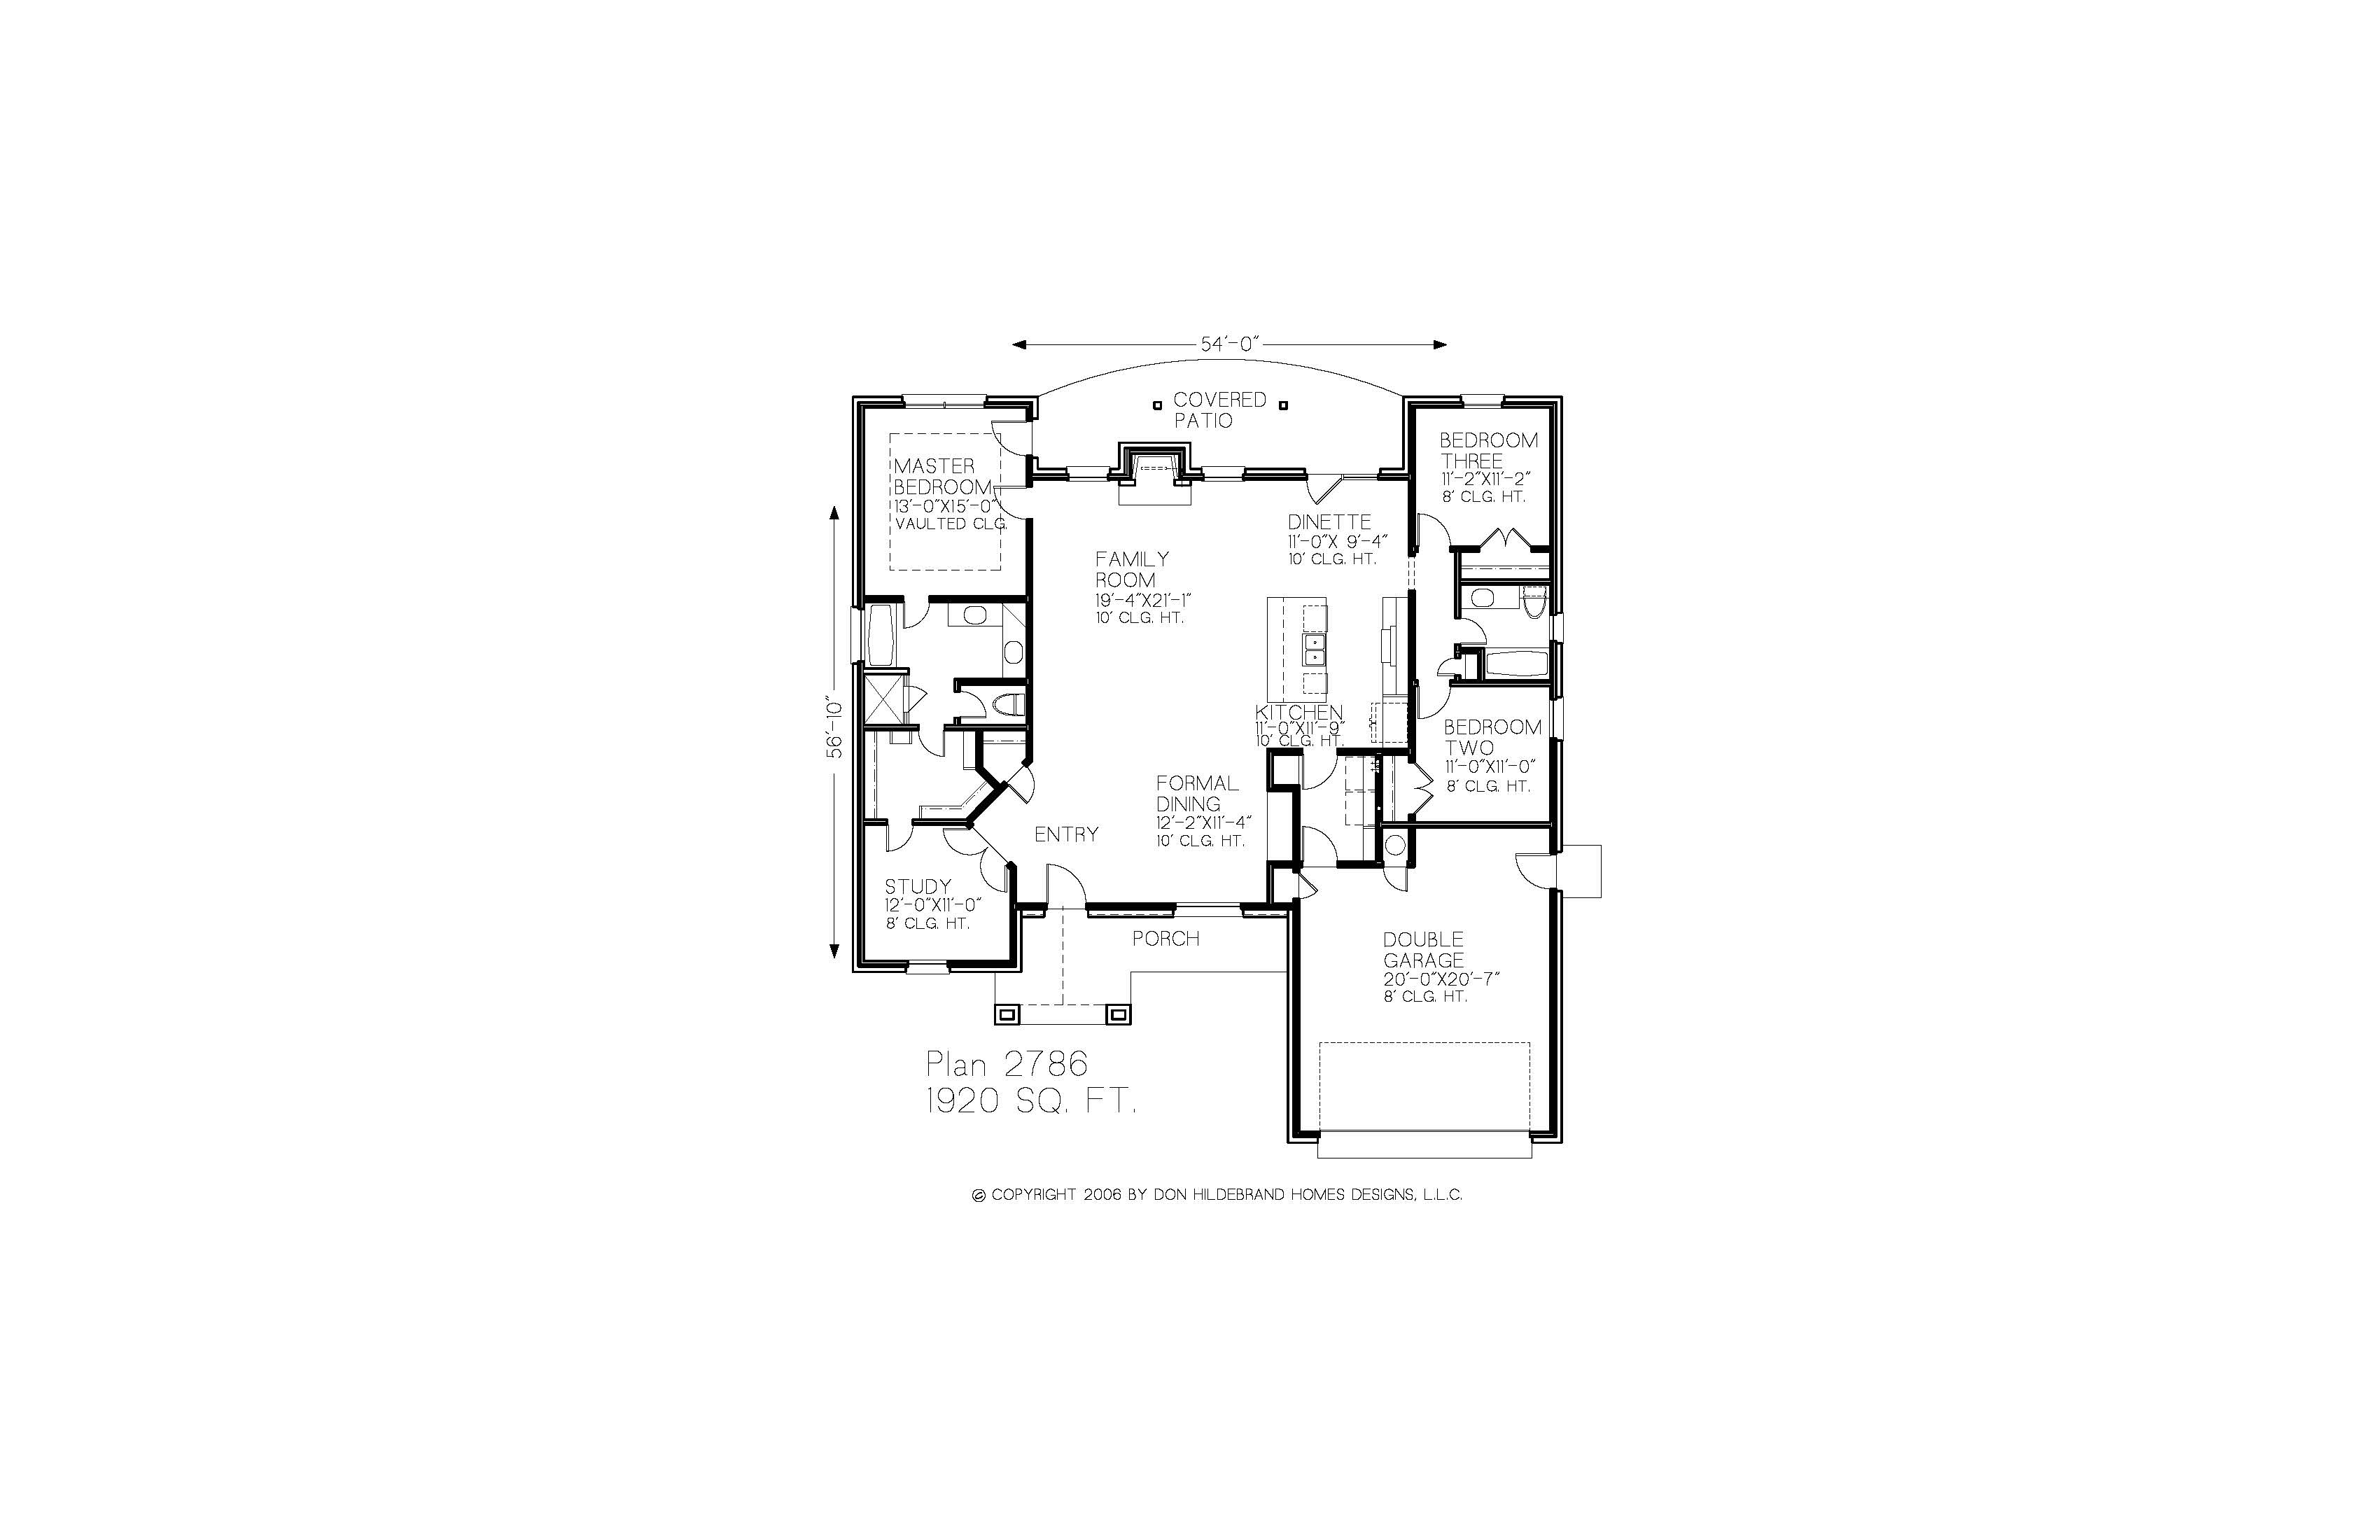 54'-0"
COVERED
PATIO
BEDROOM
THREE
11'-2"X11'-2"
8' CLG. HT.
MASTER
BEDROOM
13'-0"X15'-0"
VAULTED CLG.
DINETTE
11'-0"X 9'-4"
10' CLG. HT.
FAMILY
ROOM
19'-4"X21'-1"
10' CLG. HT.
56'-10"
KITCHEN
11'-0"X11'-9"
10' CLG. HT.
BEDROOM
TWO
11'-0"X11'-0"
8' CLG. HT.
FORMAL
DINING
12'-2"X11'-4"
10' CLG. HT.
ENTRY
STUDY
12'-0"X11'-0"
8' CLG. HT.
PORCH
DOUBLE
GARAGE
20'-0"X20'-7"
8' CLG. HT.
Plan 2786
1920 SQ. FT.
© COPYRIGHT 2006 BY DON HILDEBRAND HOMES DESIGNS, L.L.C.